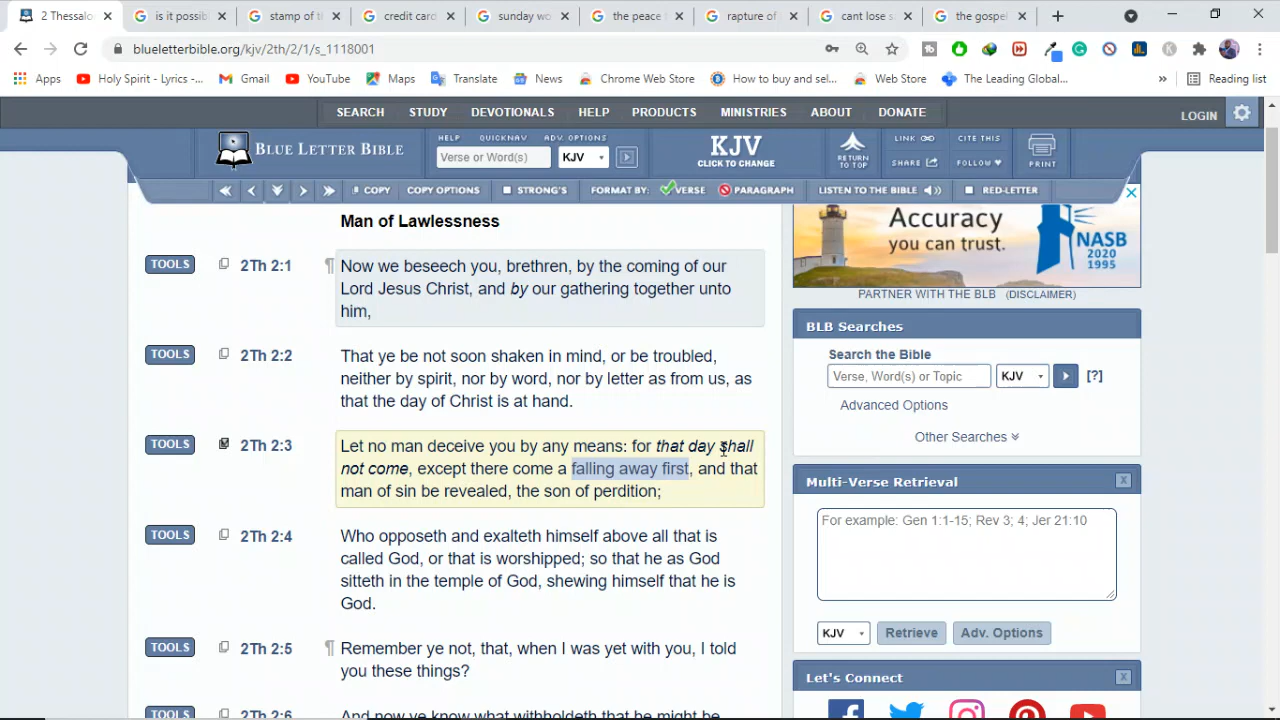 2 Thessalo
is it possib
stamp of th
credit card
sunday wo
the peace t
rapture of
cant lose s
the gospel
blueletterbible.org/kjv/2th/2/1/s_1118001
Apps
Holy Spirit - Lyrics -...
Gmail
YouTube
Maps
Translate
News
Chrome Web Store
How to buy and sel...
Web Store
The Leading Global...
»
Reading list
SEARCH STUDY DEVOTIONALS HELP PRODUCTS MINISTRIES ABOUT DONATE
LOGIN
BLUE LETTER BIBLE
HELP QUICKNAV ADV. OPTIONS
Verse or Word(s)
KJV
KJV
CLICK TO CHANGE
RETURN
TO TOP
LINK
CITE THIS
SHARE
FOLLOW
PRINT
COPY COPY OPTIONS STRONG'S FORMAT BY: VERSE PARAGRAPH LISTEN TO THE BIBLE RED-LETTER
Man of Lawlessness
TOOLS 2Th 2:1 ¶ Now we beseech you, brethren, by the coming of our
Lord Jesus Christ, and by our gathering together unto
him,
TOOLS 2Th 2:2 That ye be not soon shaken in mind, or be troubled,
neither by spirit, nor by word, nor by letter as from us, as
that the day of Christ is at hand.
TOOLS 2Th 2:3 Let no man deceive you by any means: for that day shall
not come, except there come a falling away first, and that
man of sin be revealed, the son of perdition;
TOOLS 2Th 2:4 Who opposeth and exalteth himself above all that is
called God, or that is worshipped; so that he as God
sitteth in the temple of God, shewing himself that he is
God.
TOOLS 2Th 2:5 ¶ Remember ye not, that, when I was yet with you, I told
you these things?
TOOLS 2Th 2:6 And now ye know what withholdeth that he might be
Accuracy
you can trust.
NASB
2020
1995
PARTNER WITH THE BLB (DISCLAIMER)
BLB Searches
Search the Bible
Verse, Word(s) or Topic
KJV
[?]
Advanced Options
Other Searches
Multi-Verse Retrieval
X
For example: Gen 1:1-15; Rev 3; 4; Jer 21:10
KJV
Retrieve
Adv. Options
Let's Connect
X